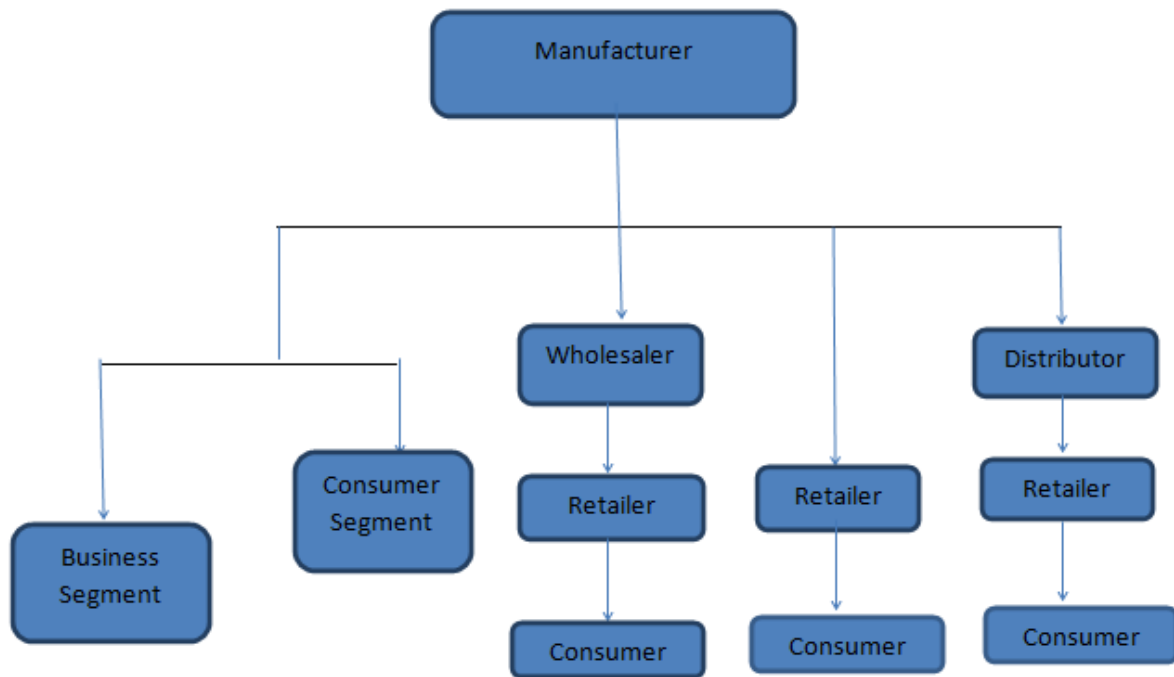 Manufacturer
Wholesaler
Distributor
Consumer
Segment
Retailer
Retailer
Retailer
Business
Segment
Consumer
Consumer
Consumer